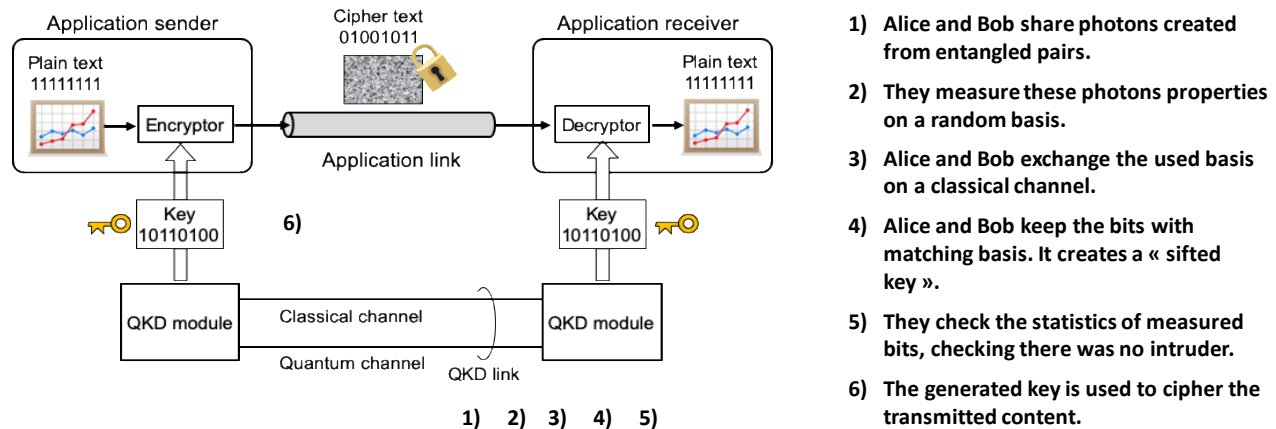 Application sender
Cipher text
01001011
Application receiver
Plain text
11111111
Encryptor
Application link
Decryptor
Plain text
11111111
Key
10110100
6)
Key
10110100
QKD module
Classical channel
Quantum channel
QKD link
QKD module
1) 2) 3) 4) 5)
1) Alice and Bob share photons created
from entangled pairs.
2) They measure these photons properties
on a random basis.
3) Alice and Bob exchange the used basis
on a classical channel.
4) Alice and Bob keep the bits with
matching basis. It creates a « sifted
key ».
5) They check the statistics of measured
bits, checking there was no intruder.
6) The generated key is used to cipher the
transmitted content.